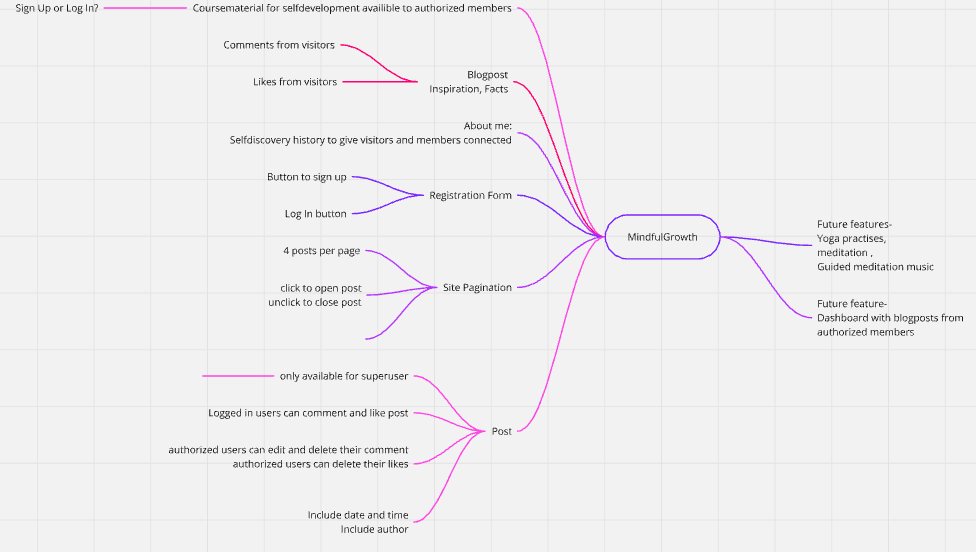 Sign Up or Log In?
Coursematerial for selfdevelopment availible to authorized members
Comments from visitors
Likes from visitors
Blogpost
Inspiration, Facts
About me:
Selfdiscovery history to give visitors and members connected
Button to sign up
Log In button
Registration Form
4 posts per page
click to open post
unclick to close post
Site Pagination
only available for superuser
Logged in users can comment and like post
authorized users can edit and delete their comment
authorized users can delete their likes
Include date and time
Include author
Post
MindfulGrowth
Future features-
Yoga practises,
meditation ,
Guided meditation music
Future feature-
Dashboard with blogposts from
authorized members